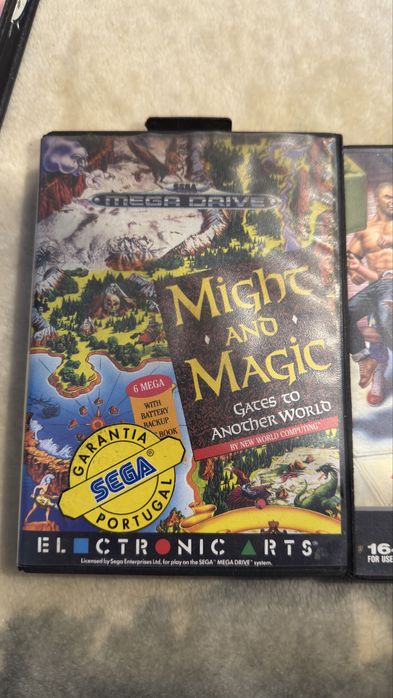 SEGA
MEGA DRIVE
Might
AND
MAGIC
GATES TO
ANOTHER WORLD
BY NEW WORLD COMPUTING
6 MEGA
WITH
BATTERY
BACKUP
BOOK
GARANTIA
SEGA
PORTUGAL
ELECTRONIC ARTS
Licensed by Sega Enterprises Ltd. for play on the SEGA™ MEGA DRIVE™ system.
16-
FOR USE